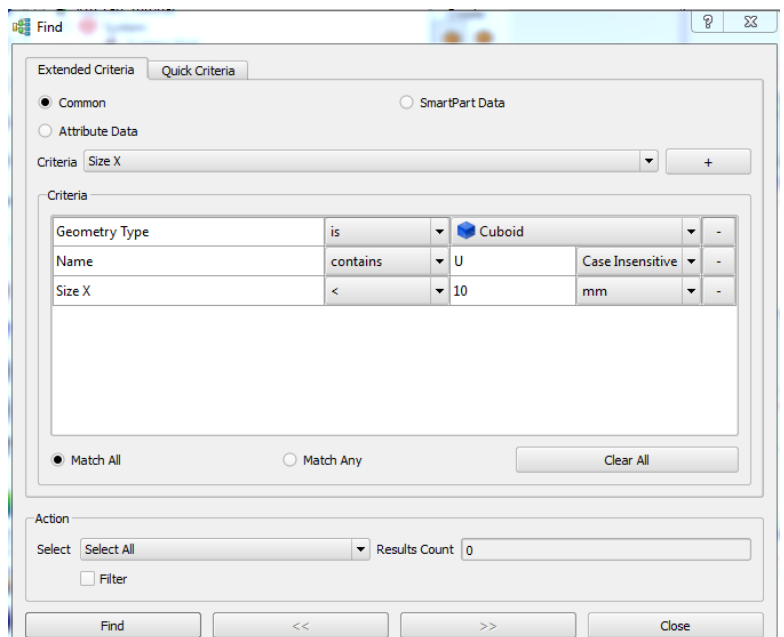 Find
?
Extended Criteria Quick Criteria
Common SmartPart Data
Attribute Data
Criteria Size X +
Criteria
Geometry Type is Cuboid -
Name contains U Case Insensitive -
Size X < 10 mm -
Match All Match Any Clear All
Action
Select Select All Results Count 0
Filter
Find << >> Close